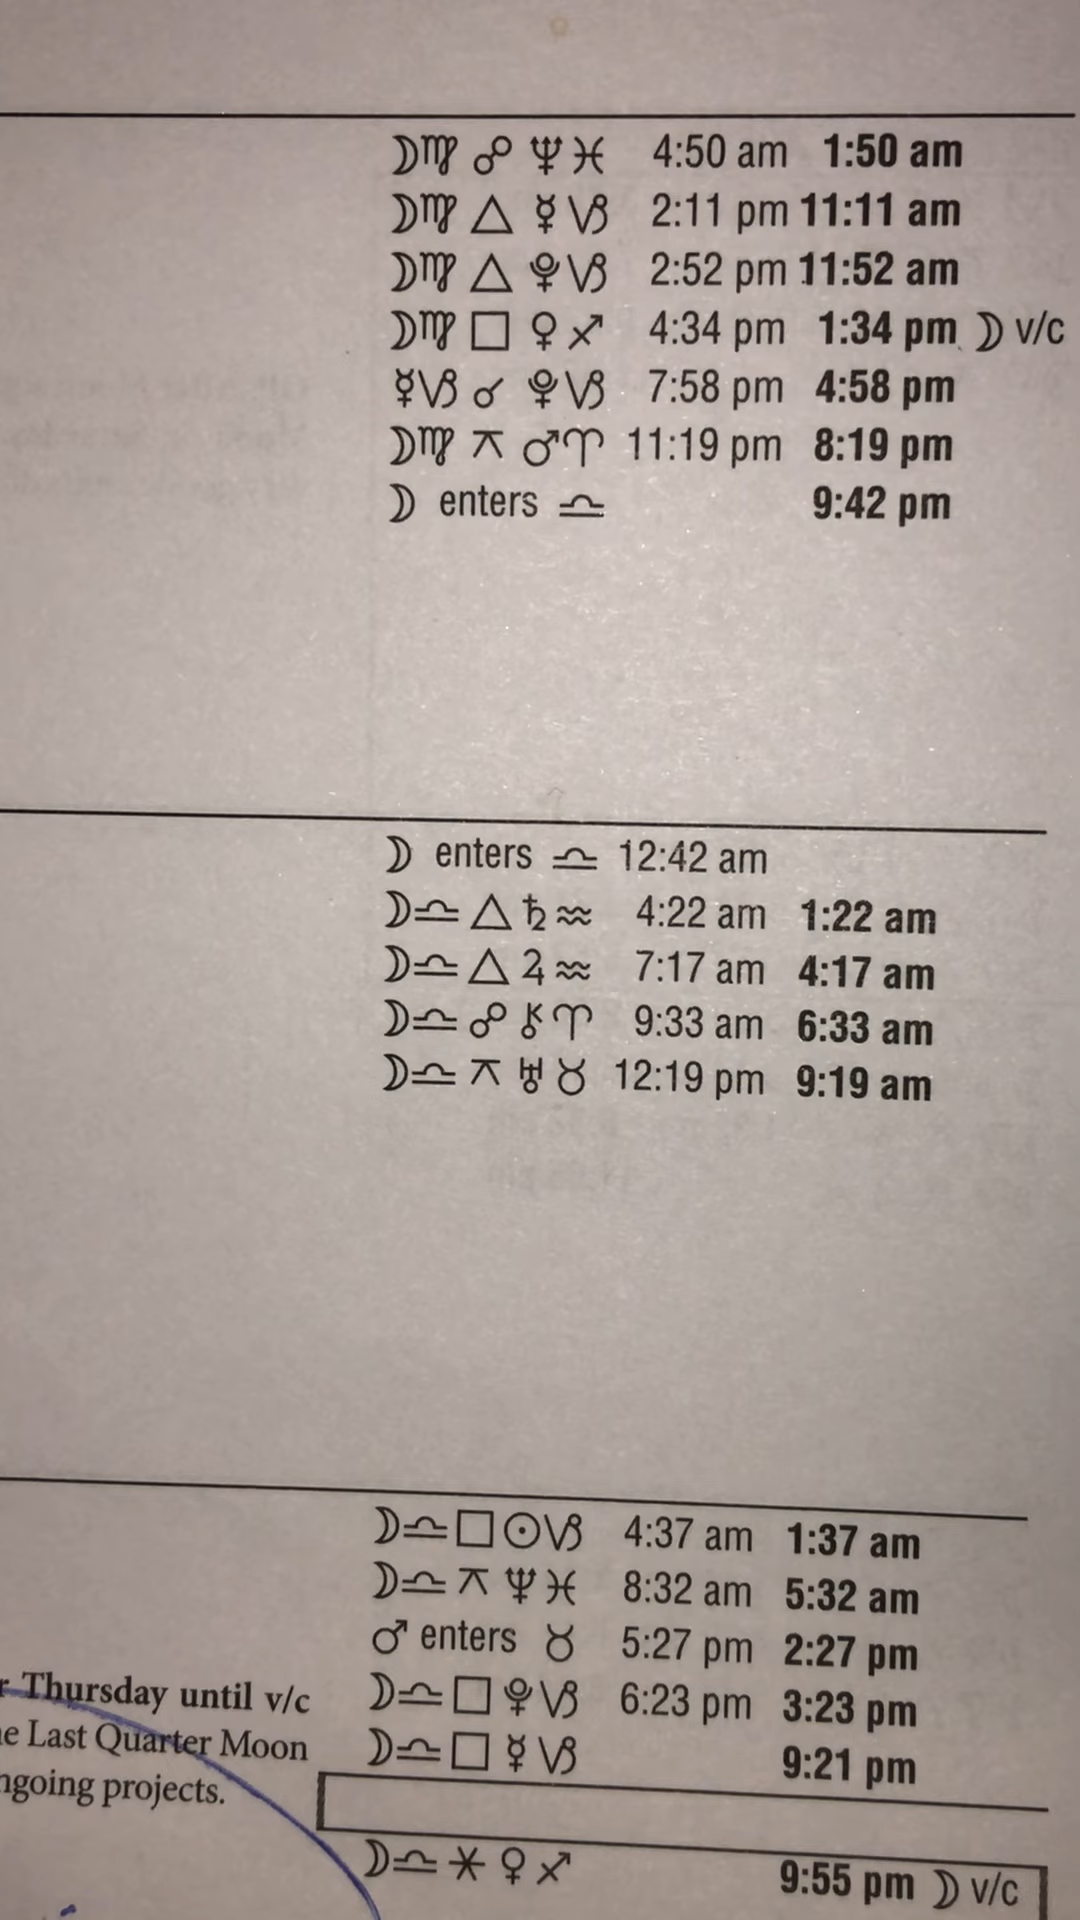 ☽♍ ☍ ♆♓ 4:50 am 1:50 am
☽♍ △ ☿♑ 2:11 pm 11:11 am
☽♍ △ ♇♑ 2:52 pm 11:52 am
☽♍ □ ♀♐ 4:34 pm 1:34 pm ☽ v/c
☿♑ ☌ ♇♑ 7:58 pm 4:58 pm
☽♍ ⚻ ♂♈ 11:19 pm 8:19 pm
☽ enters ♎ 9:42 pm
☽ enters ♎ 12:42 am
☽♎ △ ♄♒ 4:22 am 1:22 am
☽♎ △ ♃♒ 7:17 am 4:17 am
☽♎ ☍ ⚷♈ 9:33 am 6:33 am
☽♎ ⚻ ♅♉ 12:19 pm 9:19 am
☽♎ □ ☉♑ 4:37 am 1:37 am
☽♎ ⚻ ♆♓ 8:32 am 5:32 am
♂ enters ♉ 5:27 pm 2:27 pm
☽♎ □ ♇♑ 6:23 pm 3:23 pm
☽♎ □ ☿♑ 9:21 pm
☽♎ ⚹ ♀♐ 9:55 pm ☽ v/c
Thursday until v/c
Last Quarter Moon
projects.